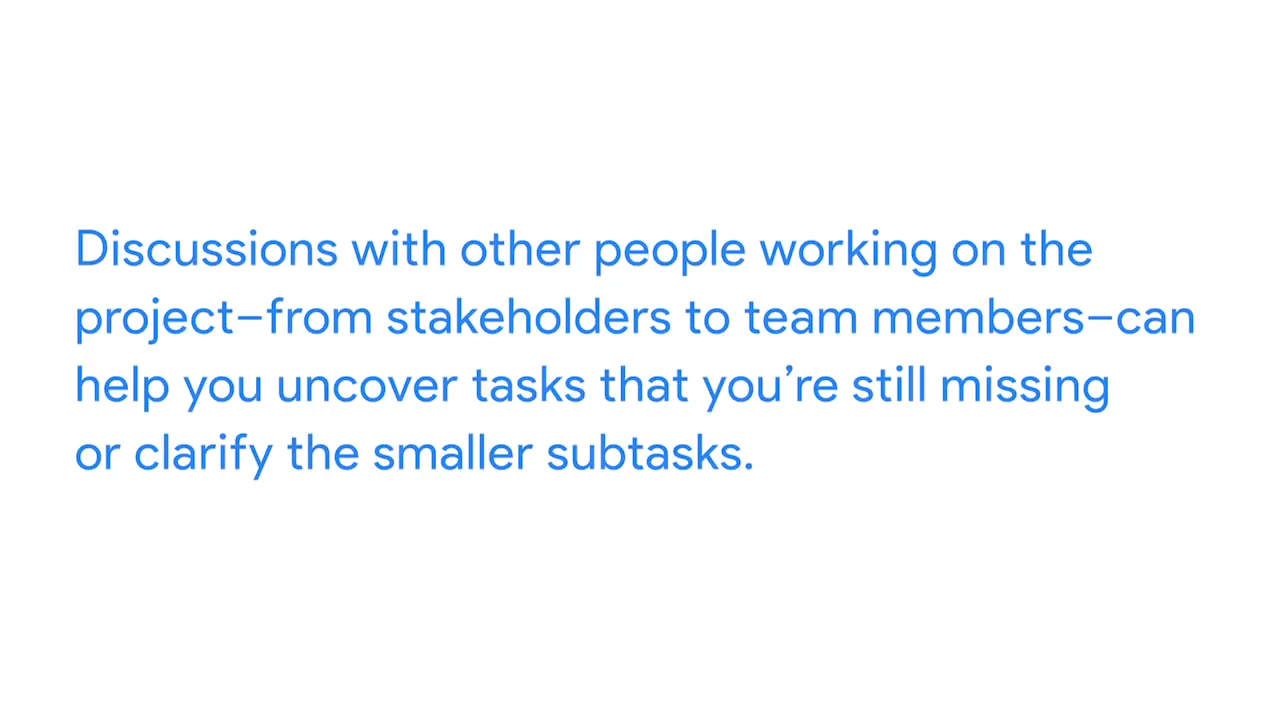 Discussions with other people working on the
project–from stakeholders to team members–can
help you uncover tasks that you’re still missing
or clarify the smaller subtasks.